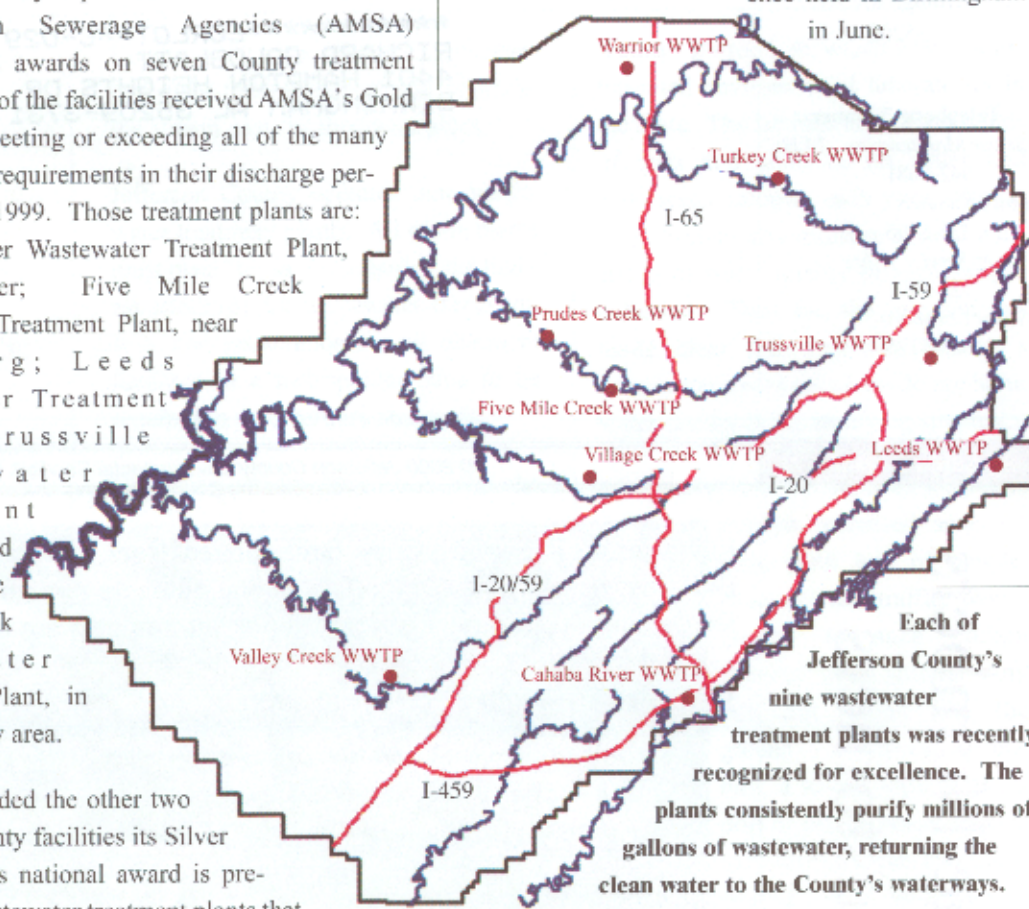 in June.
Sewerage Agencies (AMSA)
awards on seven County treatment
of the facilities received AMSA's Gold
eeting or exceeding all of the many
requirements in their discharge per-
1999. Those treatment plants are:
er Wastewater Treatment Plant,
er; Five Mile Creek
Treatment Plant, near
rg; Leeds
r Treatment
russville
water
nt
d
k
ter
Plant, in
y area.
ded the other two
nty facilities its Silver
s national award is pre-
Warrior WWTP
Turkey Creek WWTP
I-65
I-59
Prudes Creek WWTP
Trussville WWTP
Five Mile Creek WWTP
Village Creek WWTP
Leeds WWTP
I-20
I-20/59
Valley Creek WWTP
Cahaba River WWTP
I-459
Each of
Jefferson County's
nine wastewater
treatment plants was recently
recognized for excellence. The
plants consistently purify millions of
gallons of wastewater, returning the
clean water to the County's waterways.